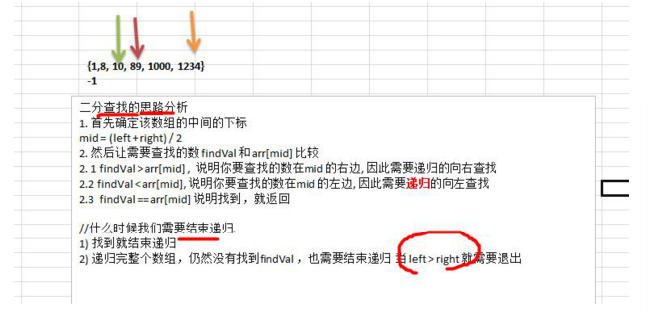 {1,8, 10, 89, 1000, 1234}
-1
二分查找的思路分析
1. 首先确定该数组的中间的下标
mid = (left + right) / 2
2. 然后让需要查找的数 findVal 和 arr[mid] 比较
2. 1 findVal > arr[mid] , 说明你要查找的数在mid 的右边, 因此需要递归的向右查找
2.2 findVal < arr[mid], 说明你要查找的数在mid 的左边, 因此需要递归的向左查找
2.3 findVal == arr[mid] 说明找到，就返回
//什么时候我们需要结束递归.
1) 找到就结束递归
2) 递归完整个数组，仍然没有找到findVal ，也需要结束递归 当 left > right 就需要退出